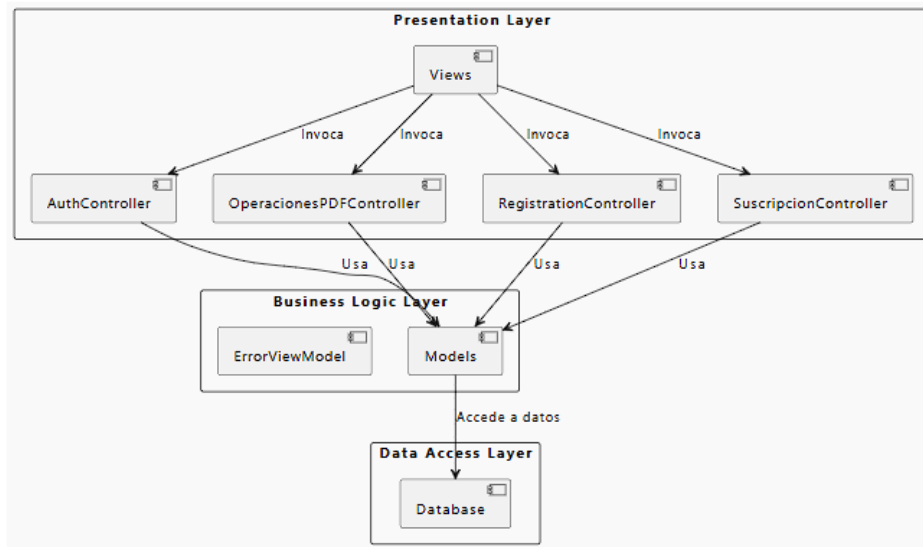 Presentation Layer
Views
Invoca
Invoca
Invoca
Invoca
AuthController
OperacionesPDFController
RegistrationController
SuscripcionController
Usa
Usa
Usa
Usa
Business Logic Layer
ErrorViewModel
Models
Accede a datos
Data Access Layer
Database